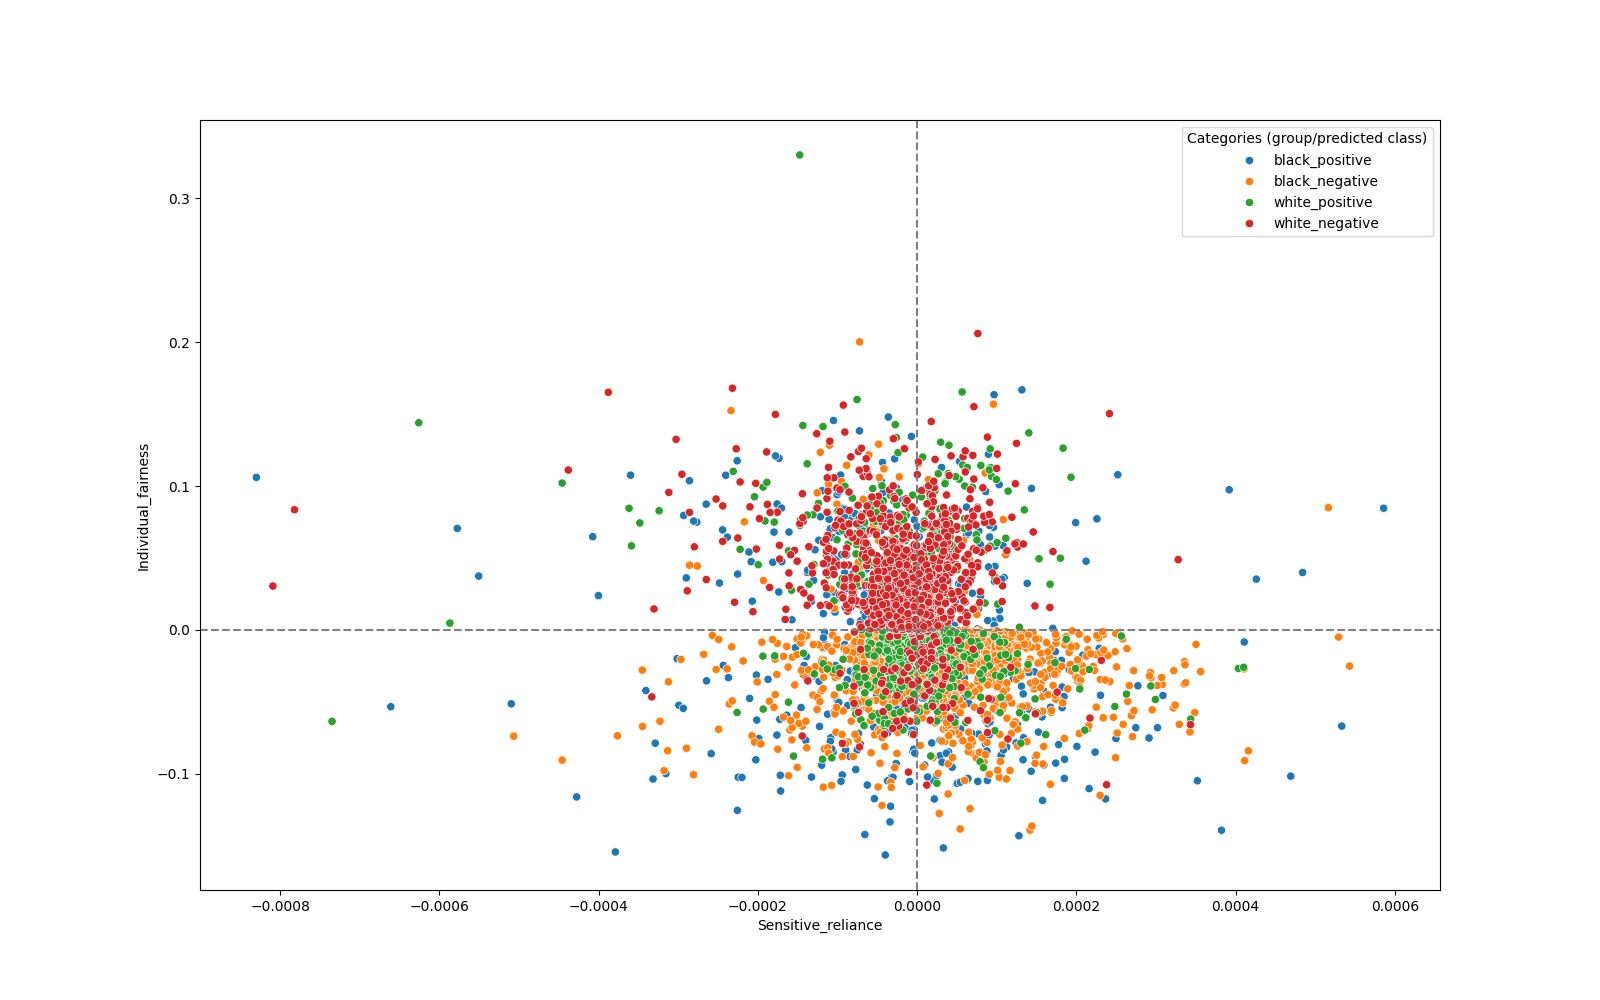 Categories (group/predicted class)
black_positive
black_negative
white_positive
white_negative
Individual_fairness
0.3
0.2
0.1
0.0
−0.1
−0.0008
−0.0006
−0.0004
−0.0002
0.0000
0.0002
0.0004
0.0006
Sensitive_reliance